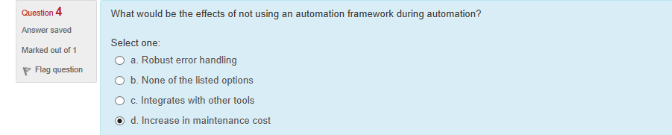 Question 4
Answer saved
Marked out of 1
Flag question
What would be the effects of not using an automation framework during automation?
Select one:
a. Robust error handling
b. None of the listed options
c. Integrates with other tools
d. Increase in maintenance cost